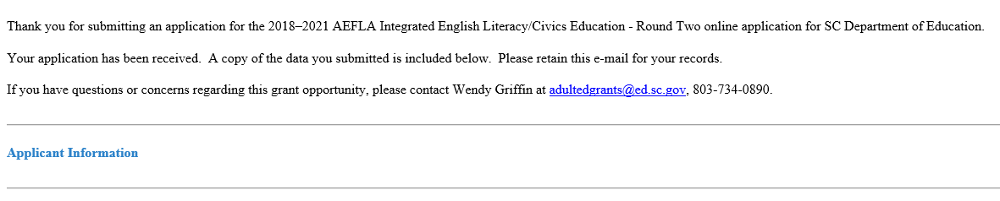 Thank you for submitting an application for the 2018–2021 AEFLA Integrated English Literacy/Civics Education - Round Two online application for SC Department of Education.
Your application has been received.  A copy of the data you submitted is included below.  Please retain this e-mail for your records.
If you have questions or concerns regarding this grant opportunity, please contact Wendy Griffin at adultedgrants@ed.sc.gov, 803-734-0890.
Applicant Information